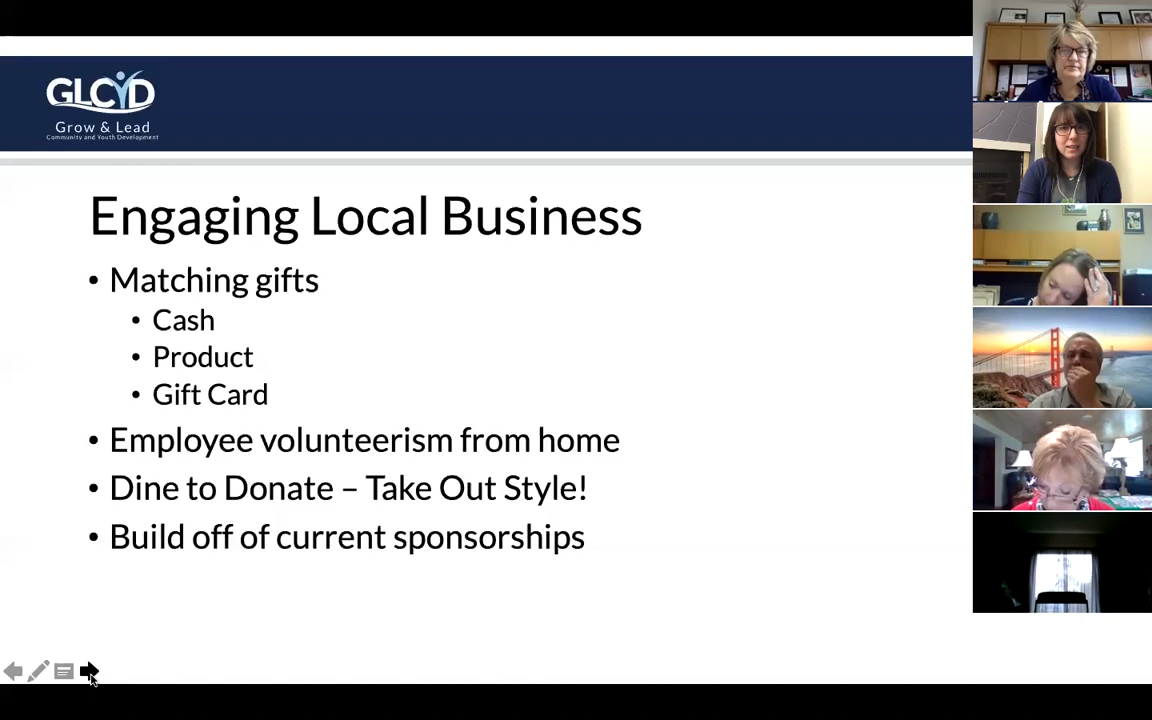 GLCYD
Grow & Lead
Community and Youth Development
Engaging Local Business
• Matching gifts
• Cash
• Product
• Gift Card
• Employee volunteerism from home
• Dine to Donate – Take Out Style!
• Build off of current sponsorships